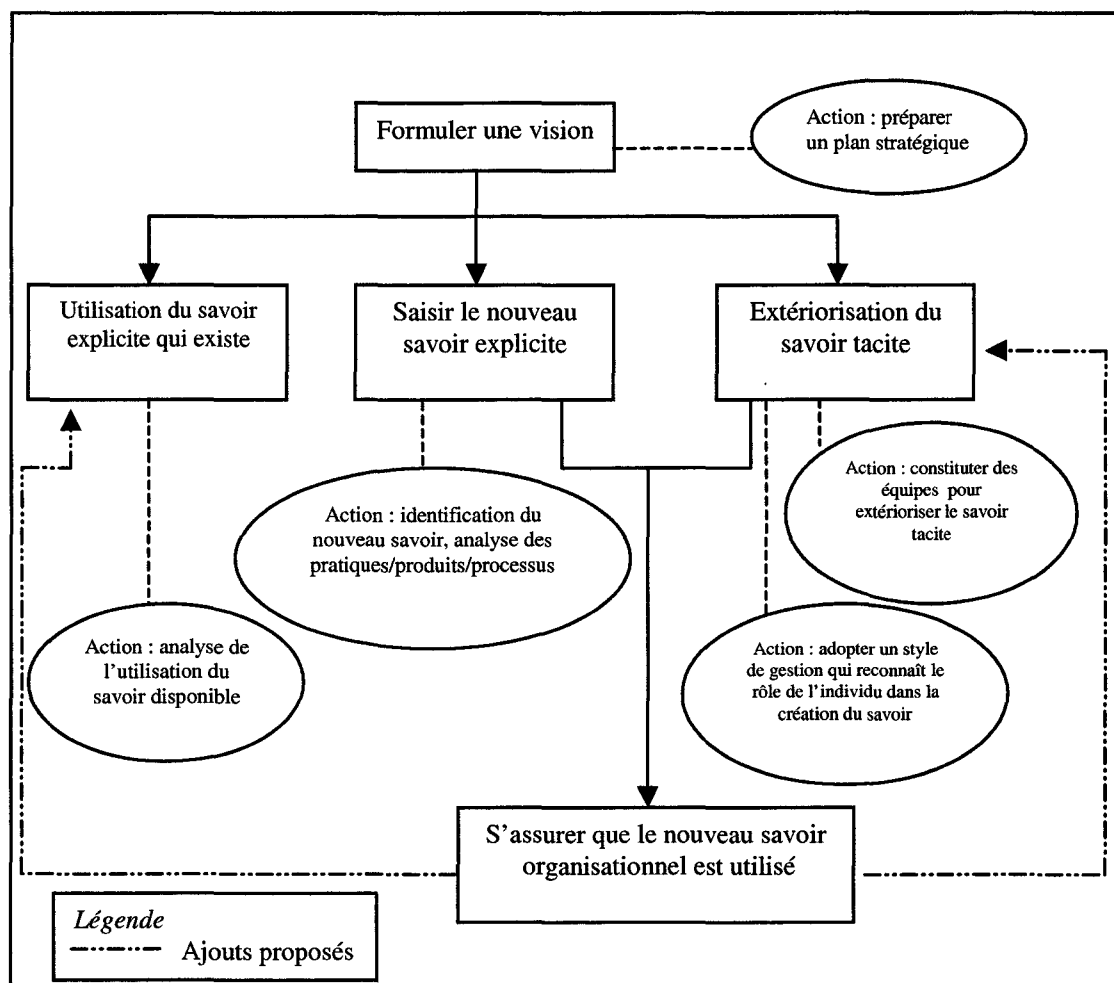 Formuler une vision
Action : préparer
un plan stratégique
Utilisation du savoir
explicite qui existe
Saisir le nouveau
savoir explicite
Extériorisation du
savoir tacite
Action : constituter des
équipes pour
extérioriser le savoir
tacite
Action : identification du
nouveau savoir, analyse des
pratiques/produits/processus
Action : analyse de
l'utilisation du
savoir disponible
Action : adopter un style
de gestion qui reconnaît le
rôle de l'individu dans la
création du savoir
S'assurer que le nouveau savoir
organisationnel est utilisé
Légende
Ajouts proposés